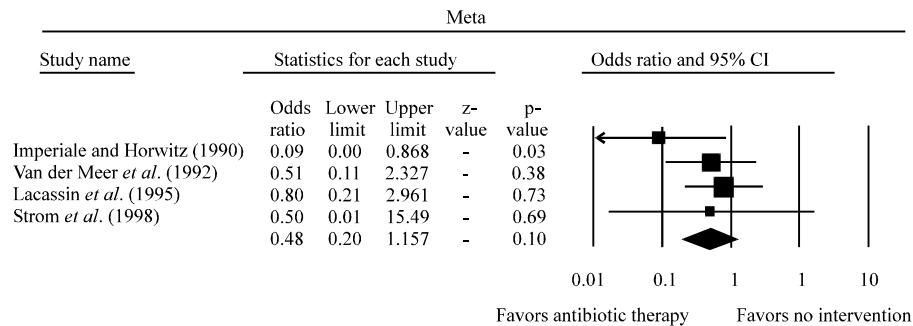 Meta
Study name Statistics for each study Odds ratio and 95% CI
Odds Lower Upper z- p-
ratio limit limit value value
Imperiale and Horwitz (1990) 0.09 0.00 0.868 - 0.03
Van der Meer et al. (1992) 0.51 0.11 2.327 - 0.38
Lacassin et al. (1995) 0.80 0.21 2.961 - 0.73
Strom et al. (1998) 0.50 0.01 15.49 - 0.69
0.48 0.20 1.157 - 0.10
0.01 0.1 1 1 10
Favors antibiotic therapy Favors no intervention